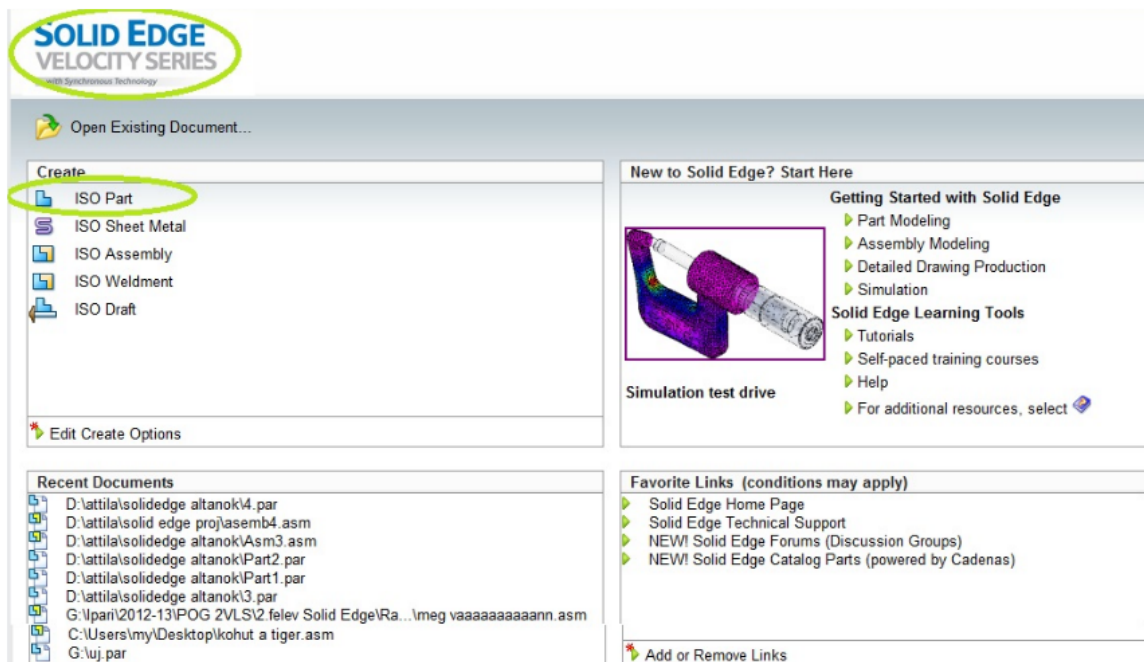 SOLID EDGE
VELOCITY SERIES
with Synchronous Technology
Open Existing Document...
Create
ISO Part
ISO Sheet Metal
ISO Assembly
ISO Weldment
ISO Draft
Edit Create Options
New to Solid Edge? Start Here
Getting Started with Solid Edge
Part Modeling
Assembly Modeling
Detailed Drawing Production
Simulation
Solid Edge Learning Tools
Tutorials
Self-paced training courses
Help
For additional resources, select
Simulation test drive
Recent Documents
D:\attila\solidedge altanok\4.par
D:\attila\solid edge proj\asemb4.asm
D:\attila\solidedge altanok\Asm3.asm
D:\attila\solidedge altanok\Part2.par
D:\attila\solidedge altanok\Part1.par
D:\attila\solidedge altanok\3.par
G:\Ipari\2012-13\POG 2VLS\2.felev Solid Edge\Ra...\meg vaaaaaaaaaann.asm
C:\Users\my\Desktop\kohut a tiger.asm
G:\uj.par
Favorite Links (conditions may apply)
Solid Edge Home Page
Solid Edge Technical Support
NEW! Solid Edge Forums (Discussion Groups)
NEW! Solid Edge Catalog Parts (powered by Cadenas)
Add or Remove Links